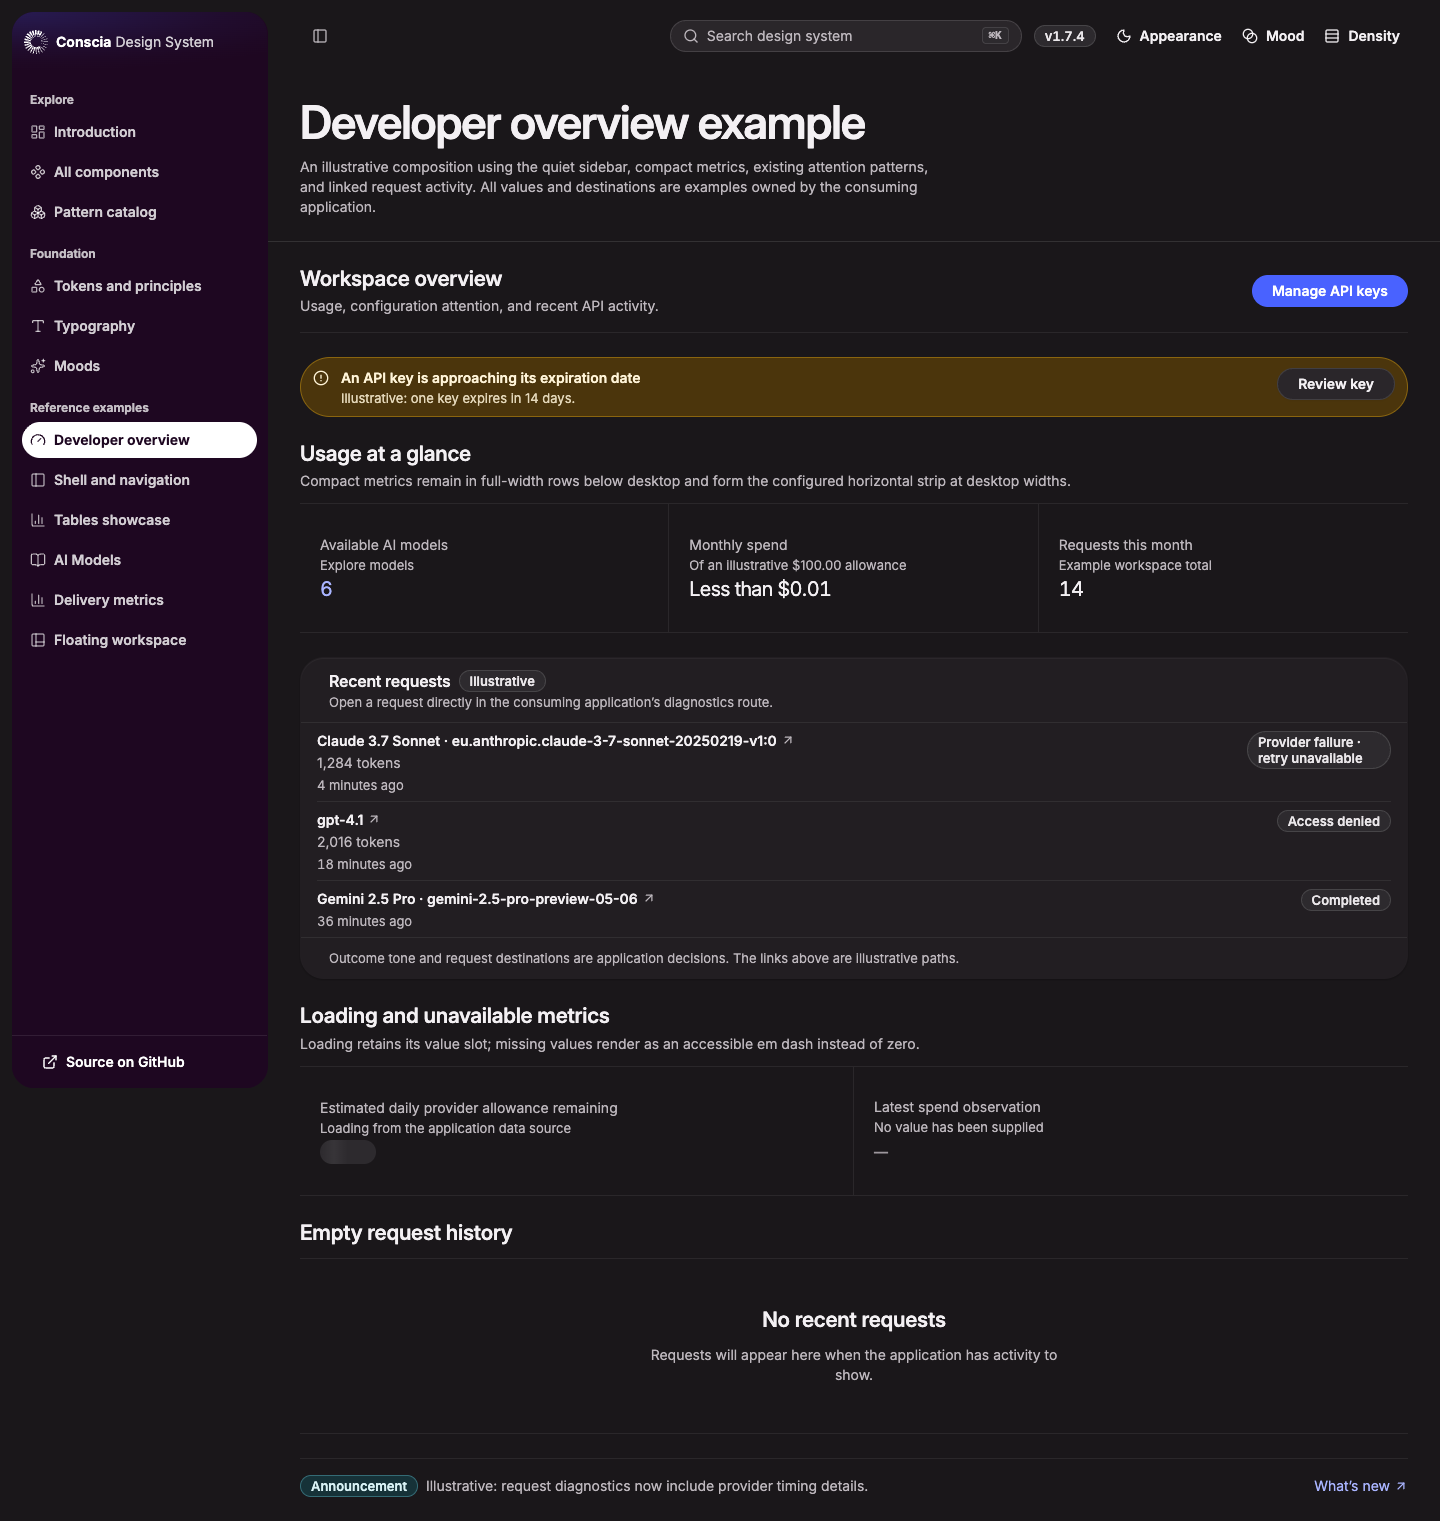 Conscia Design System
Explore
Introduction
All components
Pattern catalog
Foundation
Tokens and principles
Typography
Moods
Reference examples
Developer overview
Shell and navigation
Tables showcase
AI Models
Delivery metrics
Floating workspace
Source on GitHub
Search design system
⌘K
v1.7.4
Appearance
Mood
Density
Developer overview example
An illustrative composition using the quiet sidebar, compact metrics, existing attention patterns,
and linked request activity. All values and destinations are examples owned by the consuming
application.
Workspace overview
Usage, configuration attention, and recent API activity.
Manage API keys
An API key is approaching its expiration date
Illustrative: one key expires in 14 days.
Review key
Usage at a glance
Compact metrics remain in full-width rows below desktop and form the configured horizontal strip at desktop widths.
Available AI models
Explore models
6
Monthly spend
Of an illustrative $100.00 allowance
Less than $0.01
Requests this month
Example workspace total
14
Recent requests
Illustrative
Open a request directly in the consuming application's diagnostics route.
Claude 3.7 Sonnet · eu.anthropic.claude-3-7-sonnet-20250219-v1:0
1,284 tokens
4 minutes ago
Provider failure ·
retry unavailable
gpt-4.1
2,016 tokens
18 minutes ago
Access denied
Gemini 2.5 Pro · gemini-2.5-pro-preview-05-06
36 minutes ago
Completed
Outcome tone and request destinations are application decisions. The links above are illustrative paths.
Loading and unavailable metrics
Loading retains its value slot; missing values render as an accessible em dash instead of zero.
Estimated daily provider allowance remaining
Loading from the application data source
Latest spend observation
No value has been supplied
—
Empty request history
No recent requests
Requests will appear here when the application has activity to
show.
Announcement
Illustrative: request diagnostics now include provider timing details.
What's new